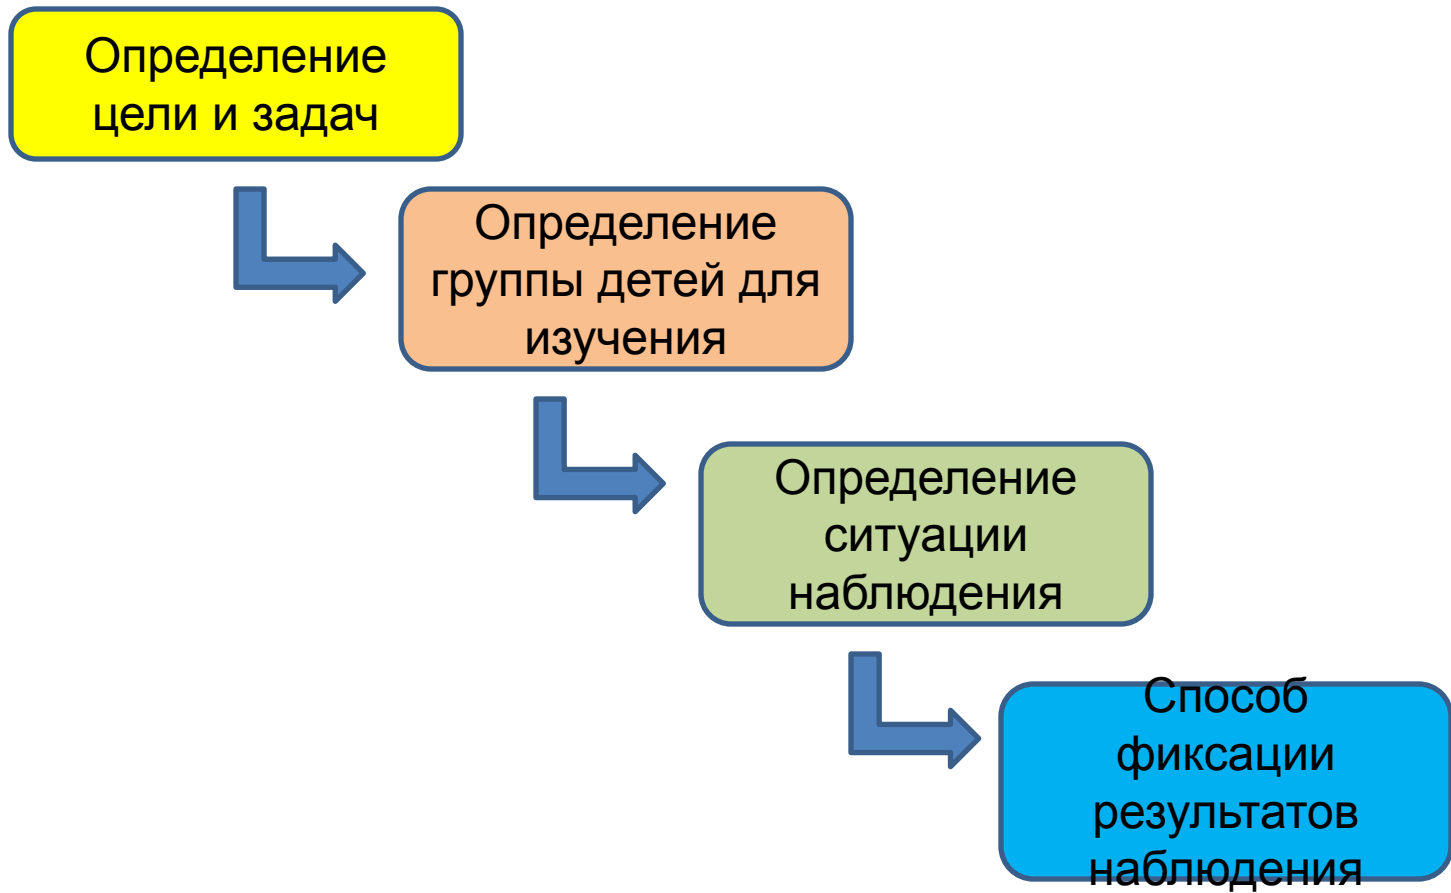 Определение
цели и задач
Определение
группы детей для
изучения
Определение
ситуации
наблюдения
Способ
фиксации
результатов
наблюдения